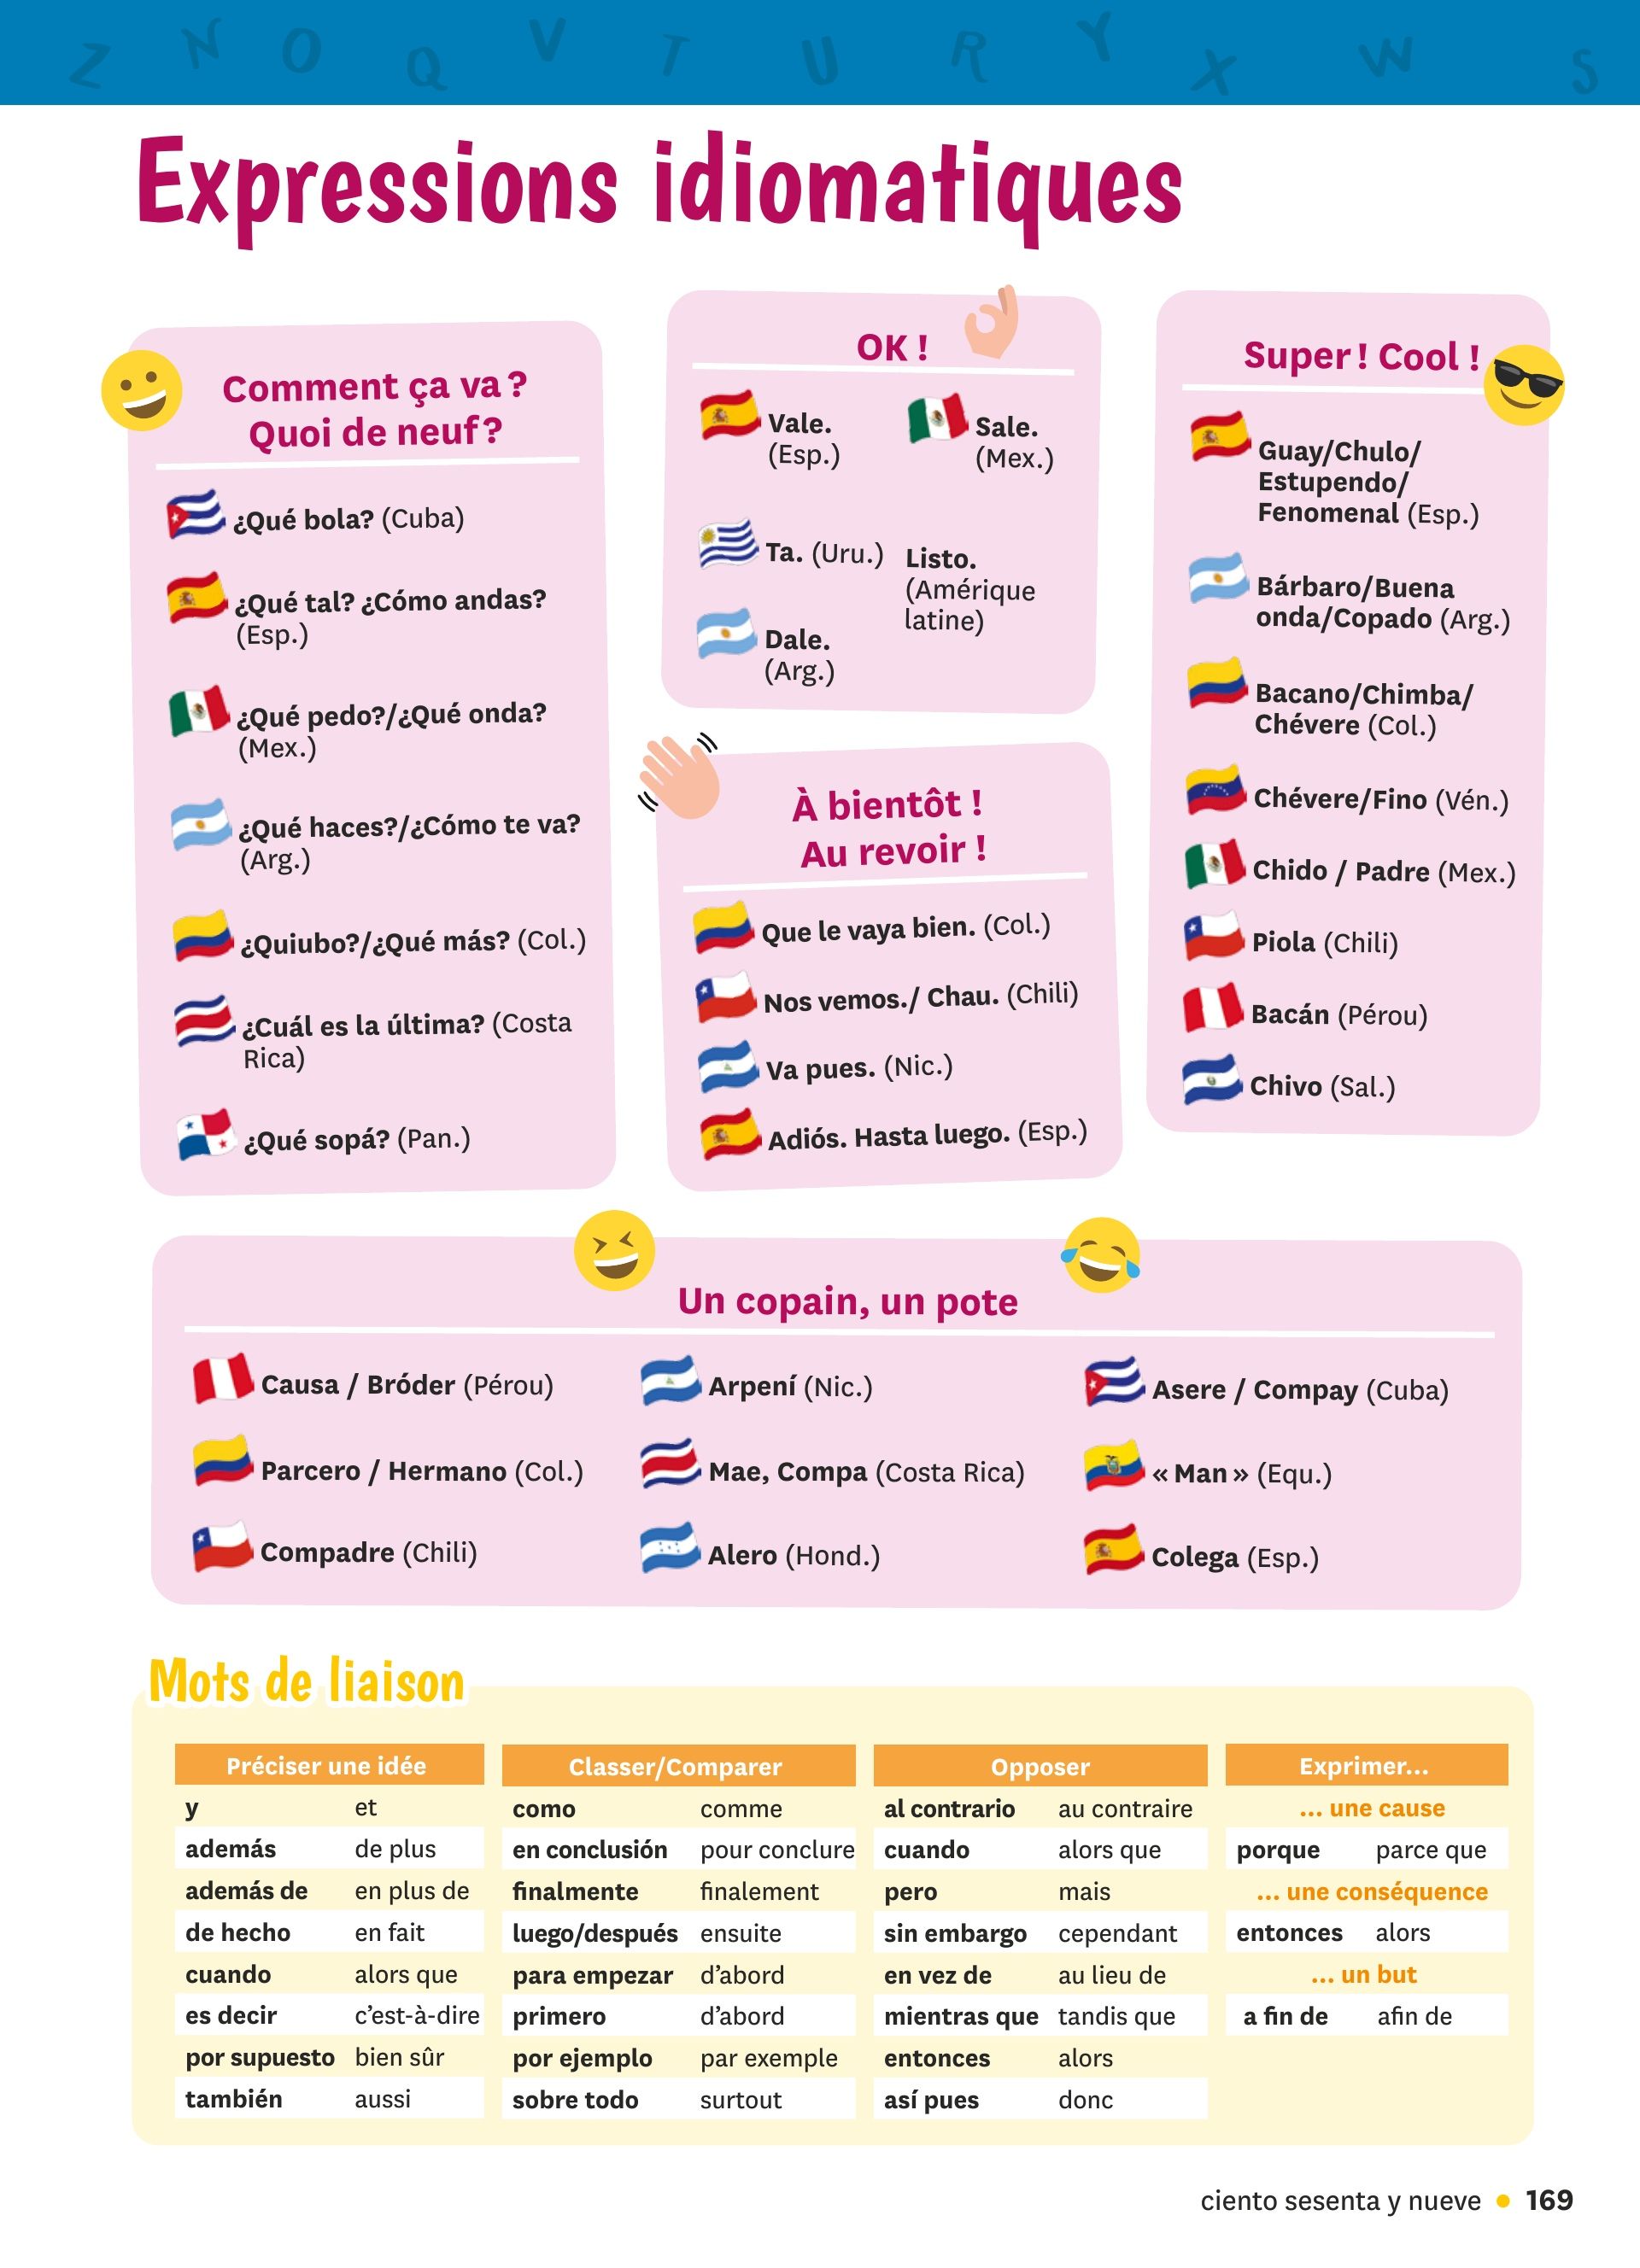 Z N O Q V T U R Y X W S
Expressions idiomatiques
Comment ça va ?
Quoi de neuf ?
¿Qué bola? (Cuba)
¿Qué tal? ¿Cómo andas?
(Esp.)
¿Qué pedo?/¿Qué onda?
(Mex.)
¿Qué haces?/¿Cómo te va?
(Arg.)
¿Quiubo?/¿Qué más? (Col.)
¿Cuál es la última? (Costa
Rica)
¿Qué sopá? (Pan.)
OK !
Vale.
(Esp.)
Sale.
(Mex.)
Ta. (Uru.)
Listo.
(Amérique
latine)
Dale.
(Arg.)
À bientôt !
Au revoir !
Que le vaya bien. (Col.)
Nos vemos./ Chau. (Chili)
Va pues. (Nic.)
Adiós. Hasta luego. (Esp.)
Super ! Cool !
Guay/Chulo/
Estupendo/
Fenomenal (Esp.)
Bárbaro/Buena
onda/Copado (Arg.)
Bacano/Chimba/
Chévere (Col.)
Chévere/Fino (Vén.)
Chido / Padre (Mex.)
Piola (Chili)
Bacán (Pérou)
Chivo (Sal.)
Un copain, un pote
Causa / Bróder (Pérou)
Arpení (Nic.)
Asere / Compay (Cuba)
Parcero / Hermano (Col.)
Mae, Compa (Costa Rica)
« Man » (Equ.)
Compadre (Chili)
Alero (Hond.)
Colega (Esp.)
Mots de liaison
Préciser une idée
y et
además de plus
además de en plus de
de hecho en fait
cuando alors que
es decir c'est-à-dire
por supuesto bien sûr
también aussi
Classer/Comparer
como comme
en conclusión pour conclure
finalmente finalement
luego/después ensuite
para empezar d'abord
primero d'abord
por ejemplo par exemple
sobre todo surtout
Opposer
al contrario au contraire
cuando alors que
pero mais
sin embargo cependant
en vez de au lieu de
mientras que tandis que
entonces alors
así pues donc
Exprimer...
... une cause
porque parce que
... une conséquence
entonces alors
... un but
a fin de afin de
ciento sesenta y nueve • 169